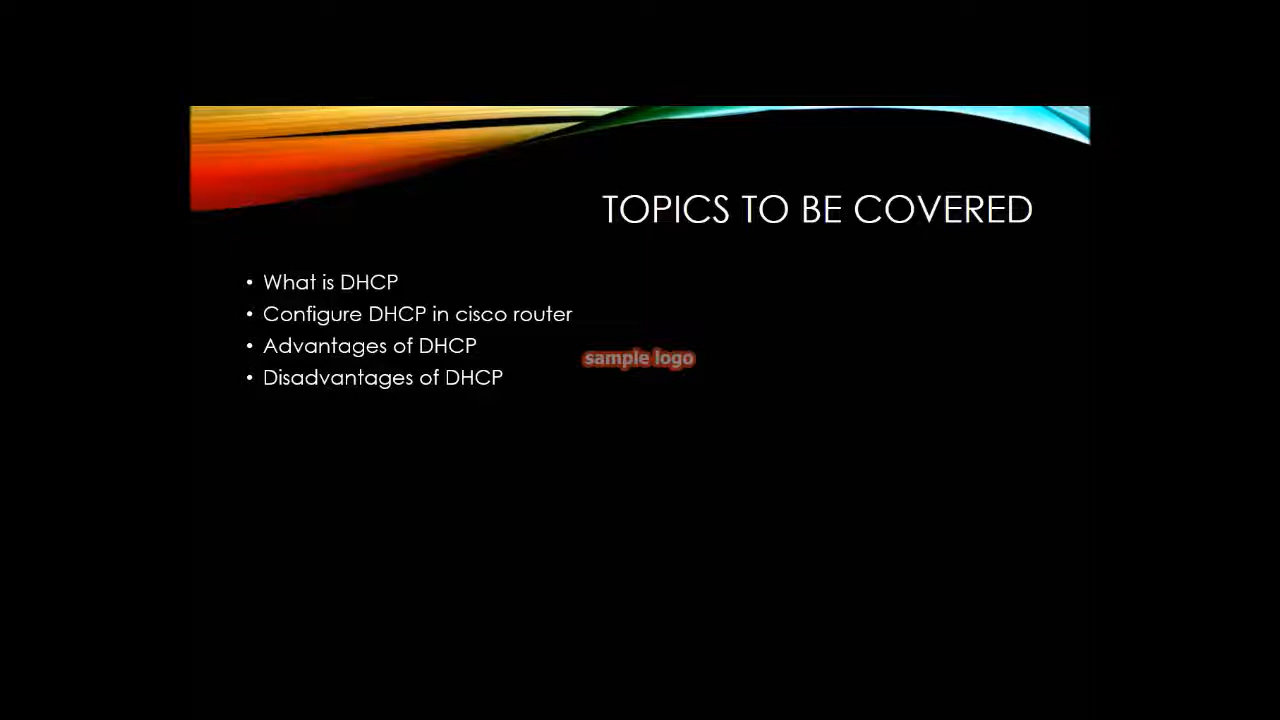 TOPICS TO BE COVERED
• What is DHCP
• Configure DHCP in cisco router
• Advantages of DHCP
sample logo
• Disadvantages of DHCP